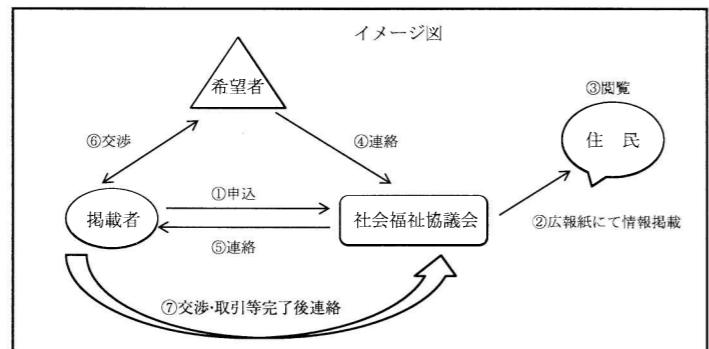 イメージ図
希望者
③閲覧
住　民
⑥交渉
④連絡
①申込
掲載者
社会福祉協議会
②広報紙にて情報掲載
⑤連絡
⑦交渉・取引等完了後連絡